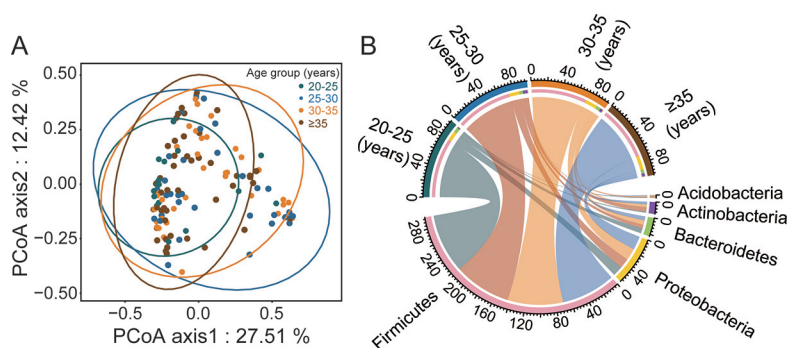 A
Age group (years)
20-25
25-30
30-35
≥35
0.50
0.25
0.00
−0.25
−0.50
PCoA axis2 : 12.42 %
−0.5
0.0
0.5
PCoA axis1 : 27.51 %
B
20-25
(years)
0
40
80
25-30
(years)
0
40
80
30-35
(years)
0
40
80
≥35
(years)
0
40
80
0
Acidobacteria
0
Actinobacteria
0
Bacteroidetes
0
40
Proteobacteria
0
40
80
120
160
200
240
280
Firmicutes